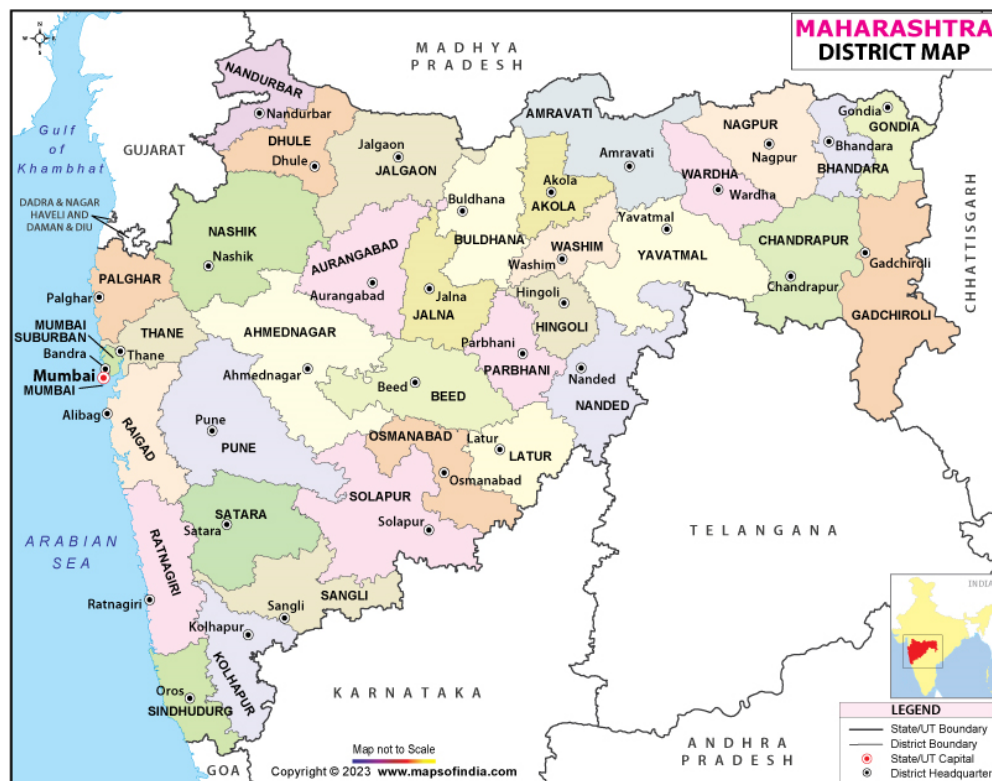 MAHARASHTRA
DISTRICT MAP
N
W
E
S
MADHYA
PRADESH
NANDURBAR
Nandurbar
Gulf
of
Khambhat
GUJARAT
DHULE
Dhule
Jalgaon
JALGAON
AMRAVATI
Amravati
NAGPUR
Nagpur
Gondia
GONDIA
Bhandara
BHANDARA
WARDHA
Wardha
Akola
AKOLA
Buldhana
BULDHANA
DADRA & NAGAR
HAVELI AND
DAMAN & DIU
NASHIK
Nashik
AURANGABAD
Aurangabad
WASHIM
Washim
Yavatmal
YAVATMAL
CHANDRAPUR
Chandrapur
Gadchiroli
GADCHIROLI
CHHATTISGARH
PALGHAR
Palghar
Jalna
JALNA
Hingoli
HINGOLI
MUMBAI
SUBURBAN
Bandra
Mumbai
MUMBAI
THANE
Thane
AHMEDNAGAR
Ahmednagar
Parbhani
PARBHANI
Nanded
NANDED
Beed
BEED
Alibag
RAIGAD
Pune
PUNE
OSMANABAD
Osmanabad
Latur
LATUR
SOLAPUR
Solapur
SATARA
Satara
ARABIAN
SEA
RATNAGIRI
Ratnagiri
TELANGANA
SANGLI
Sangli
Kolhapur
KOLHAPUR
Oros
SINDHUDURG
KARNATAKA
GOA
ANDHRA
PRADESH
INDIA
LEGEND
State/UT Boundary
District Boundary
State/UT Capital
District Headquarter
Map not to Scale
Copyright © 2023 www.mapsofindia.com